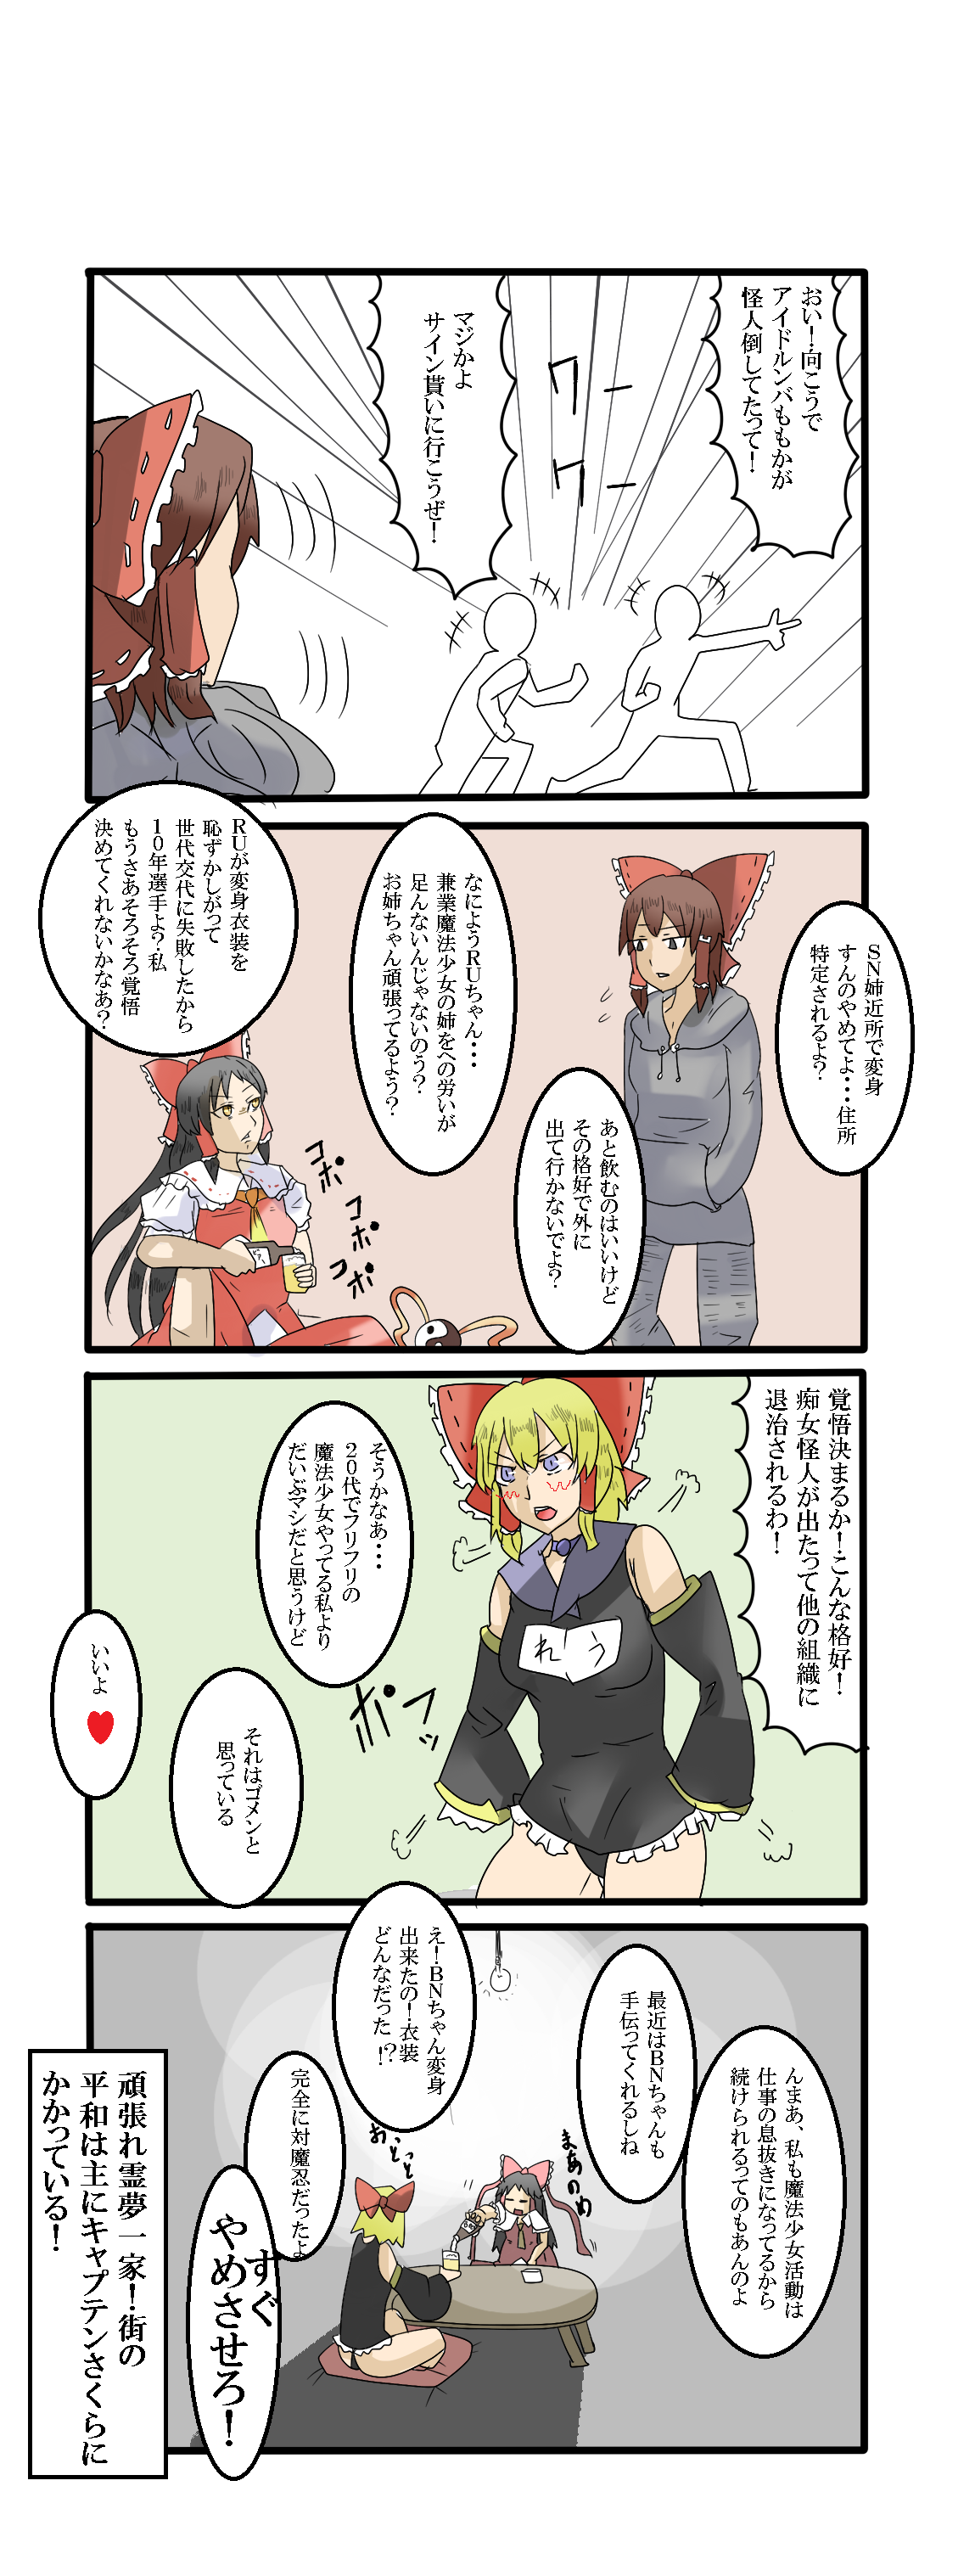 おい！向こうで
アイドルンバももかが
怪人倒してたって！
ワー
ワー
マジかよ
サイン貰いに行こうぜ！
SN姉近所で変身
すんのやめてよ・・・住所
特定されるよ？
なにようRUちゃん・・・
兼業魔法少女の姉をへの労いが
足んないんじゃないのう？
お姉ちゃん頑張ってるよう？
あと飲むのはいいけど
その格好で外に
出て行かないでよ？
RUが変身衣装を
恥ずかしがって
世代交代に失敗したから
10年選手よ？私
もうさあそろそろ覚悟
決めてくれないかなあ？
コポ
コポ
コポ
覚悟決まるか！こんな格好！
痴女怪人が出たって他の組織に
退治されるわ！
れう
そうかなあ・・・
20代でフリフリの
魔法少女やってる私より
だいぶマシだと思うけど
ボフッ
それはゴメンと
思っている
いいよ
んまあ、私も魔法少女活動は
仕事の息抜きになってるから
続けられるってのもあんのよ
最近はBNちゃんも
手伝ってくれるしね
え！BNちゃん変身
出来たの！衣装
どんなだった！？
まあのめ
おっとっと
完全に対魔忍だったよ
すぐ
やめさせろ！
頑張れ霊夢一家！街の
平和は主にキャプテンさくらに
かかっている！